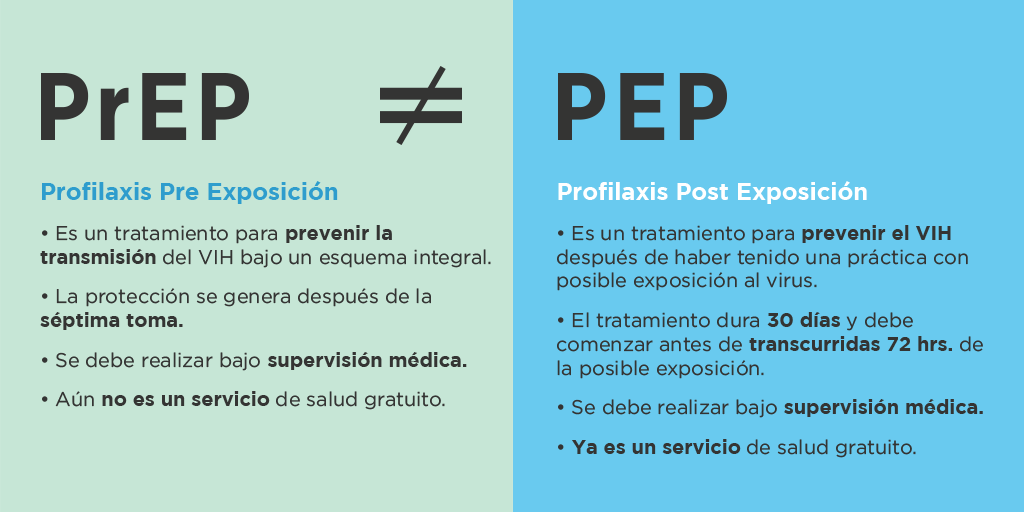 PrEP ≠
Profilaxis Pre Exposición
• Es un tratamiento para prevenir la
transmisión del VIH bajo un esquema integral.
• La protección se genera después de la
séptima toma.
• Se debe realizar bajo supervisión médica.
• Aún no es un servicio de salud gratuito.
PEP
Profilaxis Post Exposición
• Es un tratamiento para prevenir el VIH
después de haber tenido una práctica con
posible exposición al virus.
• El tratamiento dura 30 días y debe
comenzar antes de transcurridas 72 hrs. de
la posible exposición.
• Se debe realizar bajo supervisión médica.
• Ya es un servicio de salud gratuito.